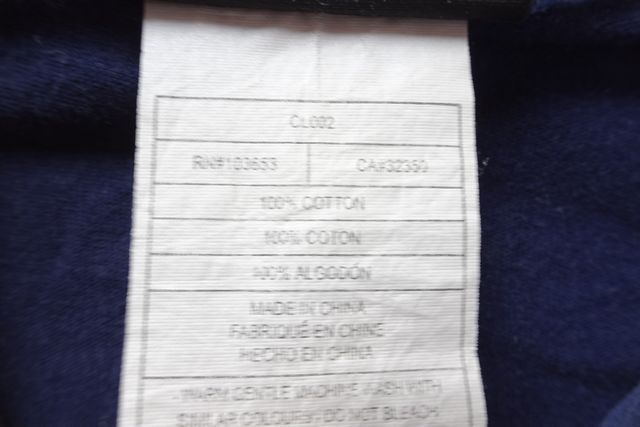 CL092
RN#103653 CA#32350
100% COTTON
100% COTON
100% ALGODÓN
MADE IN CHINA
FABRIQUÉ EN CHINE
HECHO EN CHINA
- WARM GENTLE MACHINE WASH WITH
SIMILAR COLOURS - DO NOT BLEACH